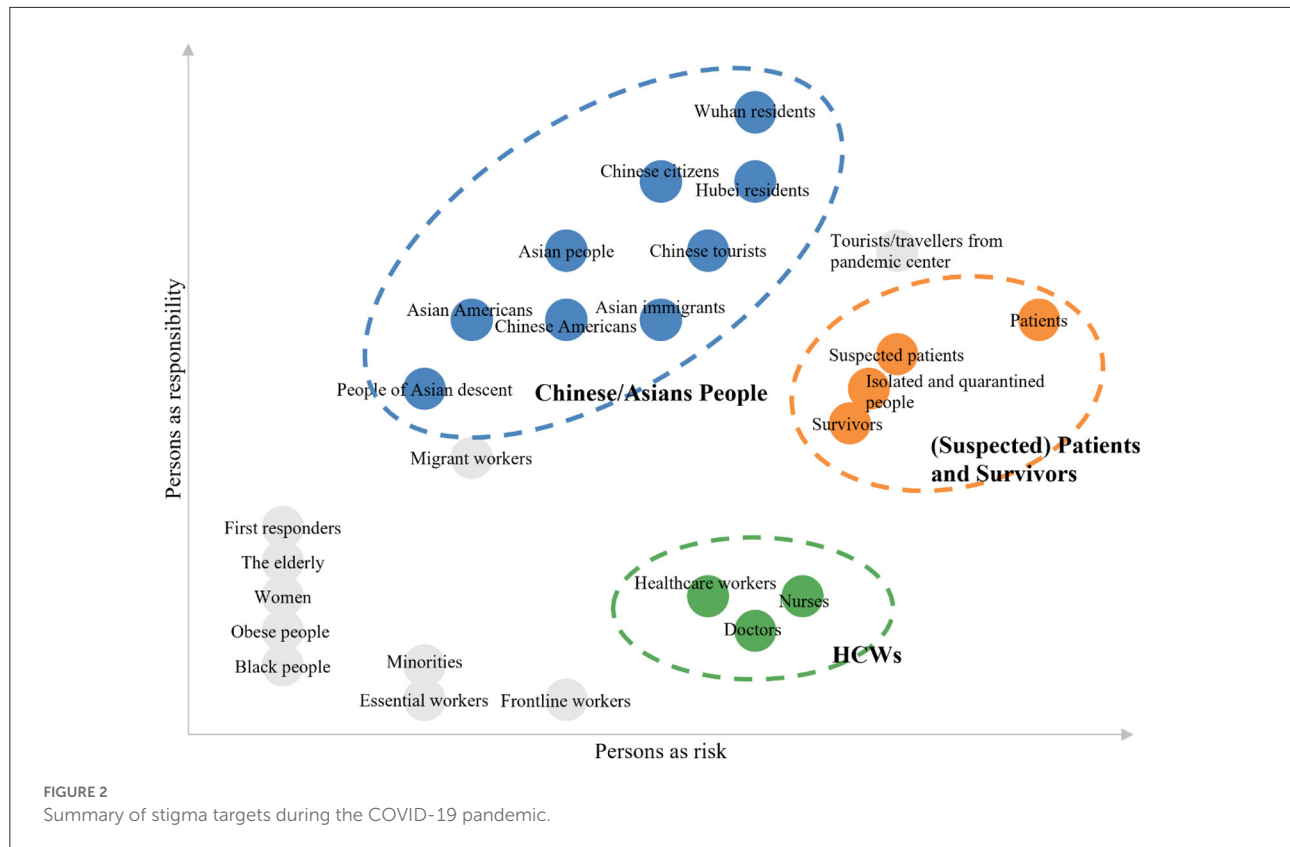 Wuhan residents
Chinese citizens
Hubei residents
Asian people
Chinese tourists
Tourists/travellers from
pandemic center
Asian Americans
Chinese Americans
Asian immigrants
Patients
Suspected patients
People of Asian descent
Chinese/Asians People
Isolated and quarantined
people
Survivors
(Suspected) Patients
and Survivors
Migrant workers
First responders
The elderly
Women
Obese people
Black people
Healthcare workers
Nurses
Doctors
HCWs
Minorities
Essential workers
Frontline workers
Persons as responsibility
Persons as risk
FIGURE 2
Summary of stigma targets during the COVID-19 pandemic.